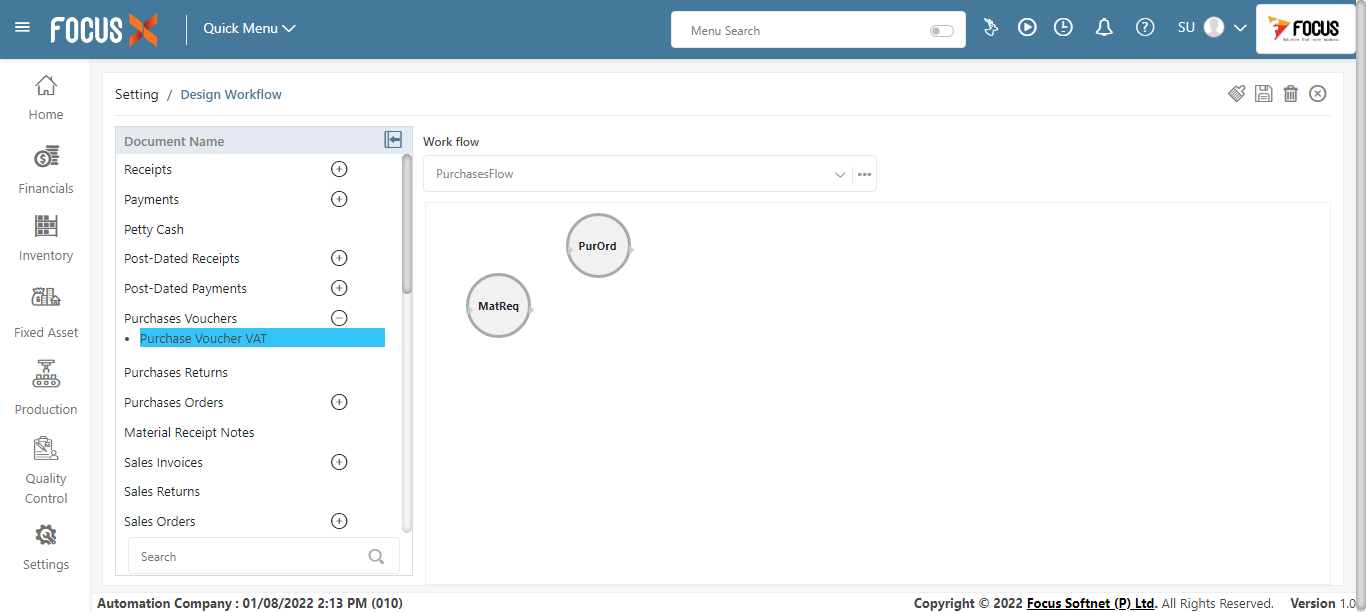 FOCUS X
Quick Menu
Menu Search
SU
FOCUS
Home
Financials
Inventory
Fixed Asset
Production
Quality
Control
Settings
Setting / Design Workflow
Document Name
Receipts
Payments
Petty Cash
Post-Dated Receipts
Post-Dated Payments
Purchases Vouchers
• Purchase Voucher VAT
Purchases Returns
Purchases Orders
Material Receipt Notes
Sales Invoices
Sales Returns
Sales Orders
Search
Work flow
PurchasesFlow
PurOrd
MatReq
Automation Company : 01/08/2022 2:13 PM (010)
Copyright © 2022 Focus Softnet (P) Ltd. All Rights Reserved. Version 1.0